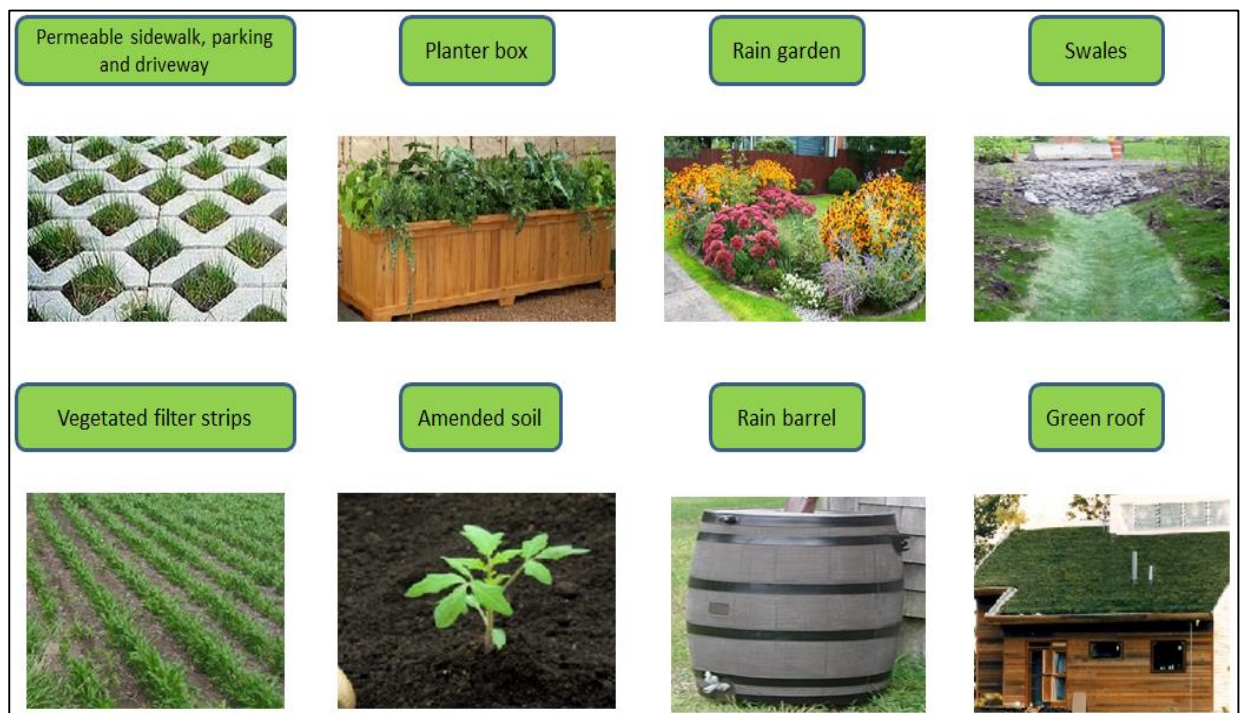 Permeable sidewalk, parking
and driveway
Planter box
Rain garden
Swales
Vegetated filter strips
Amended soil
Rain barrel
Green roof